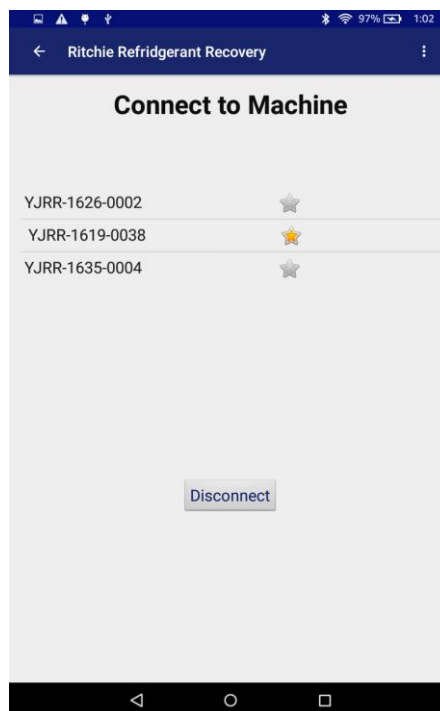 97% 1:02
Ritchie Refridgerant Recovery
Connect to Machine
YJRR-1626-0002
YJRR-1619-0038
YJRR-1635-0004
Disconnect